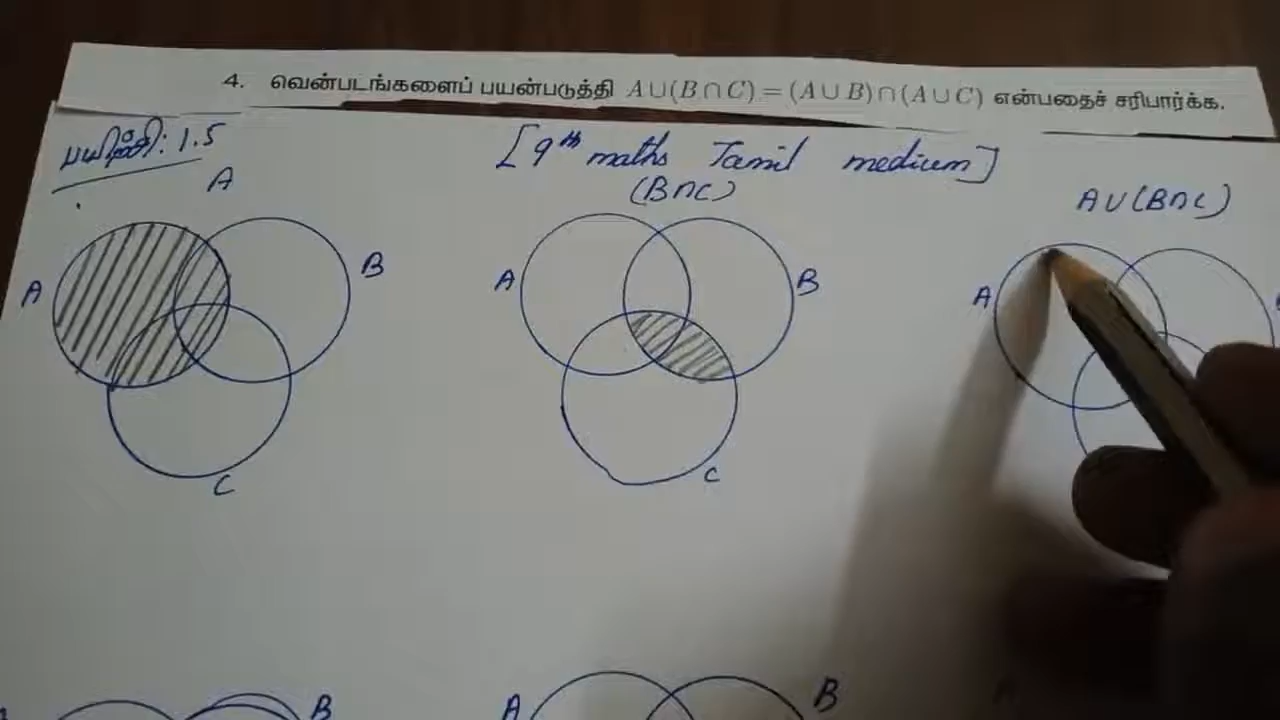 4. வென்படங்களைப் பயன்படுத்தி A∪(B∩C)=(A∪B)∩(A∪C) என்பதைச் சரிபார்க்க.
பயிற்சி: 1.5
[9th maths Tamil medium]
A
(B∩C)
A∪(B∩C)
A
B
C
A
B
C
A
B
A
B